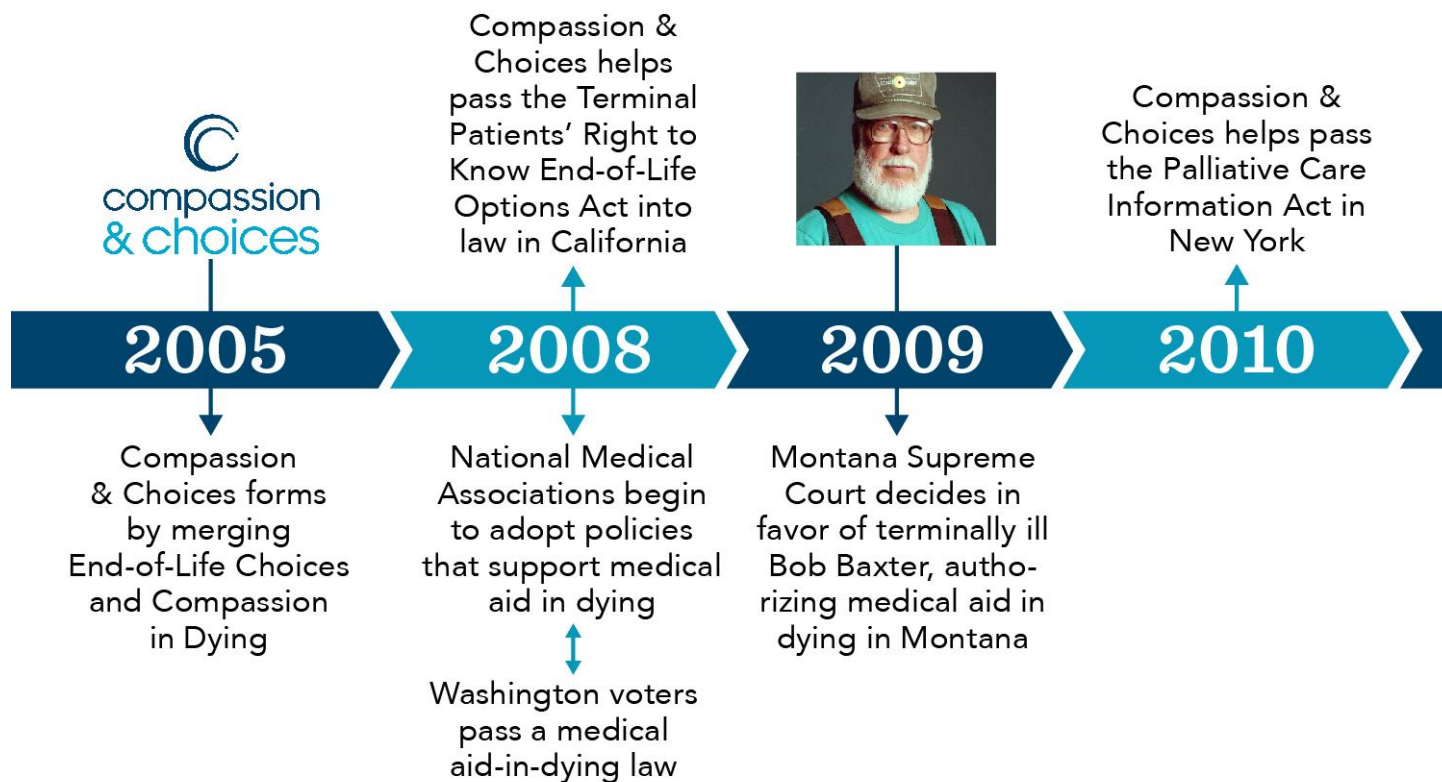 compassion
& choices
2005
Compassion
& Choices forms
by merging
End-of-Life Choices
and Compassion
in Dying
Compassion &
Choices helps
pass the Terminal
Patients’ Right to
Know End-of-Life
Options Act into
law in California
2008
National Medical
Associations begin
to adopt policies
that support medical
aid in dying
Washington voters
pass a medical
aid-in-dying law
2009
Montana Supreme
Court decides in
favor of terminally ill
Bob Baxter, autho-
rizing medical aid in
dying in Montana
Compassion &
Choices helps pass
the Palliative Care
Information Act in
New York
2010